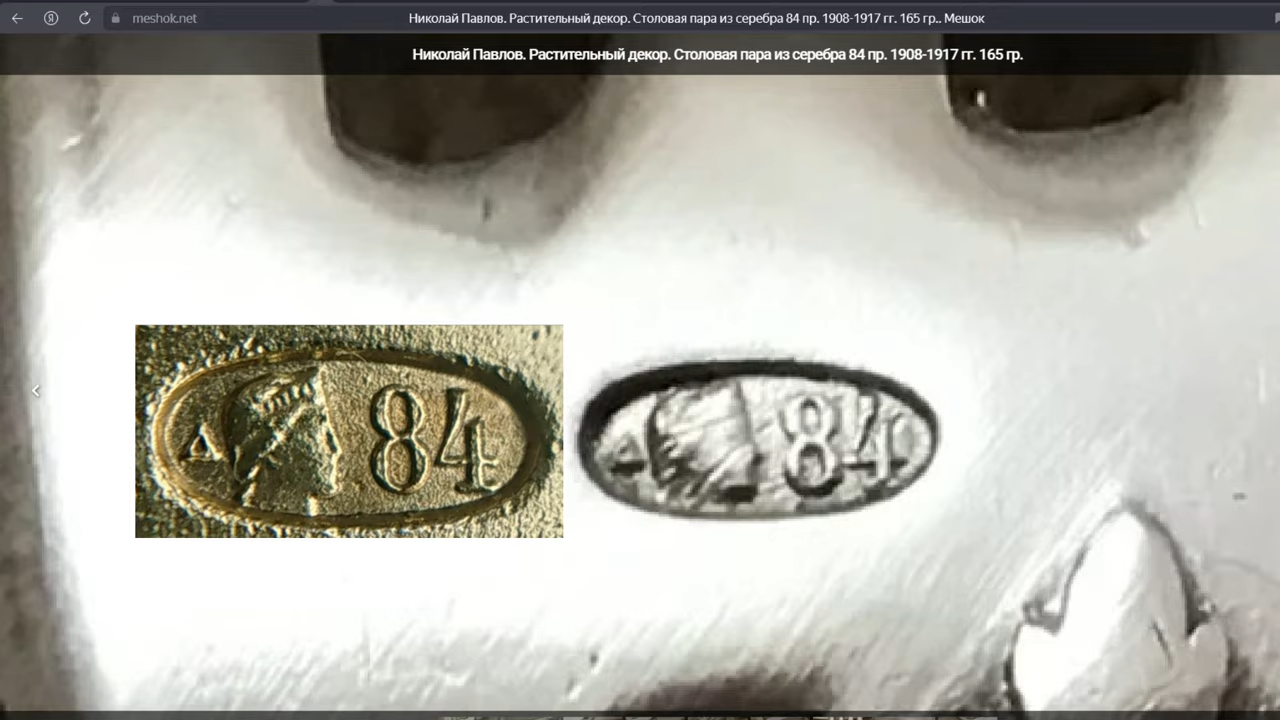 meshok.net
Николай Павлов. Растительный декор. Столовая пара из серебра 84 пр. 1908-1917 гг. 165 гр.. Мешок
Николай Павлов. Растительный декор. Столовая пара из серебра 84 пр. 1908-1917 гг. 165 гр.
Δ 84
84